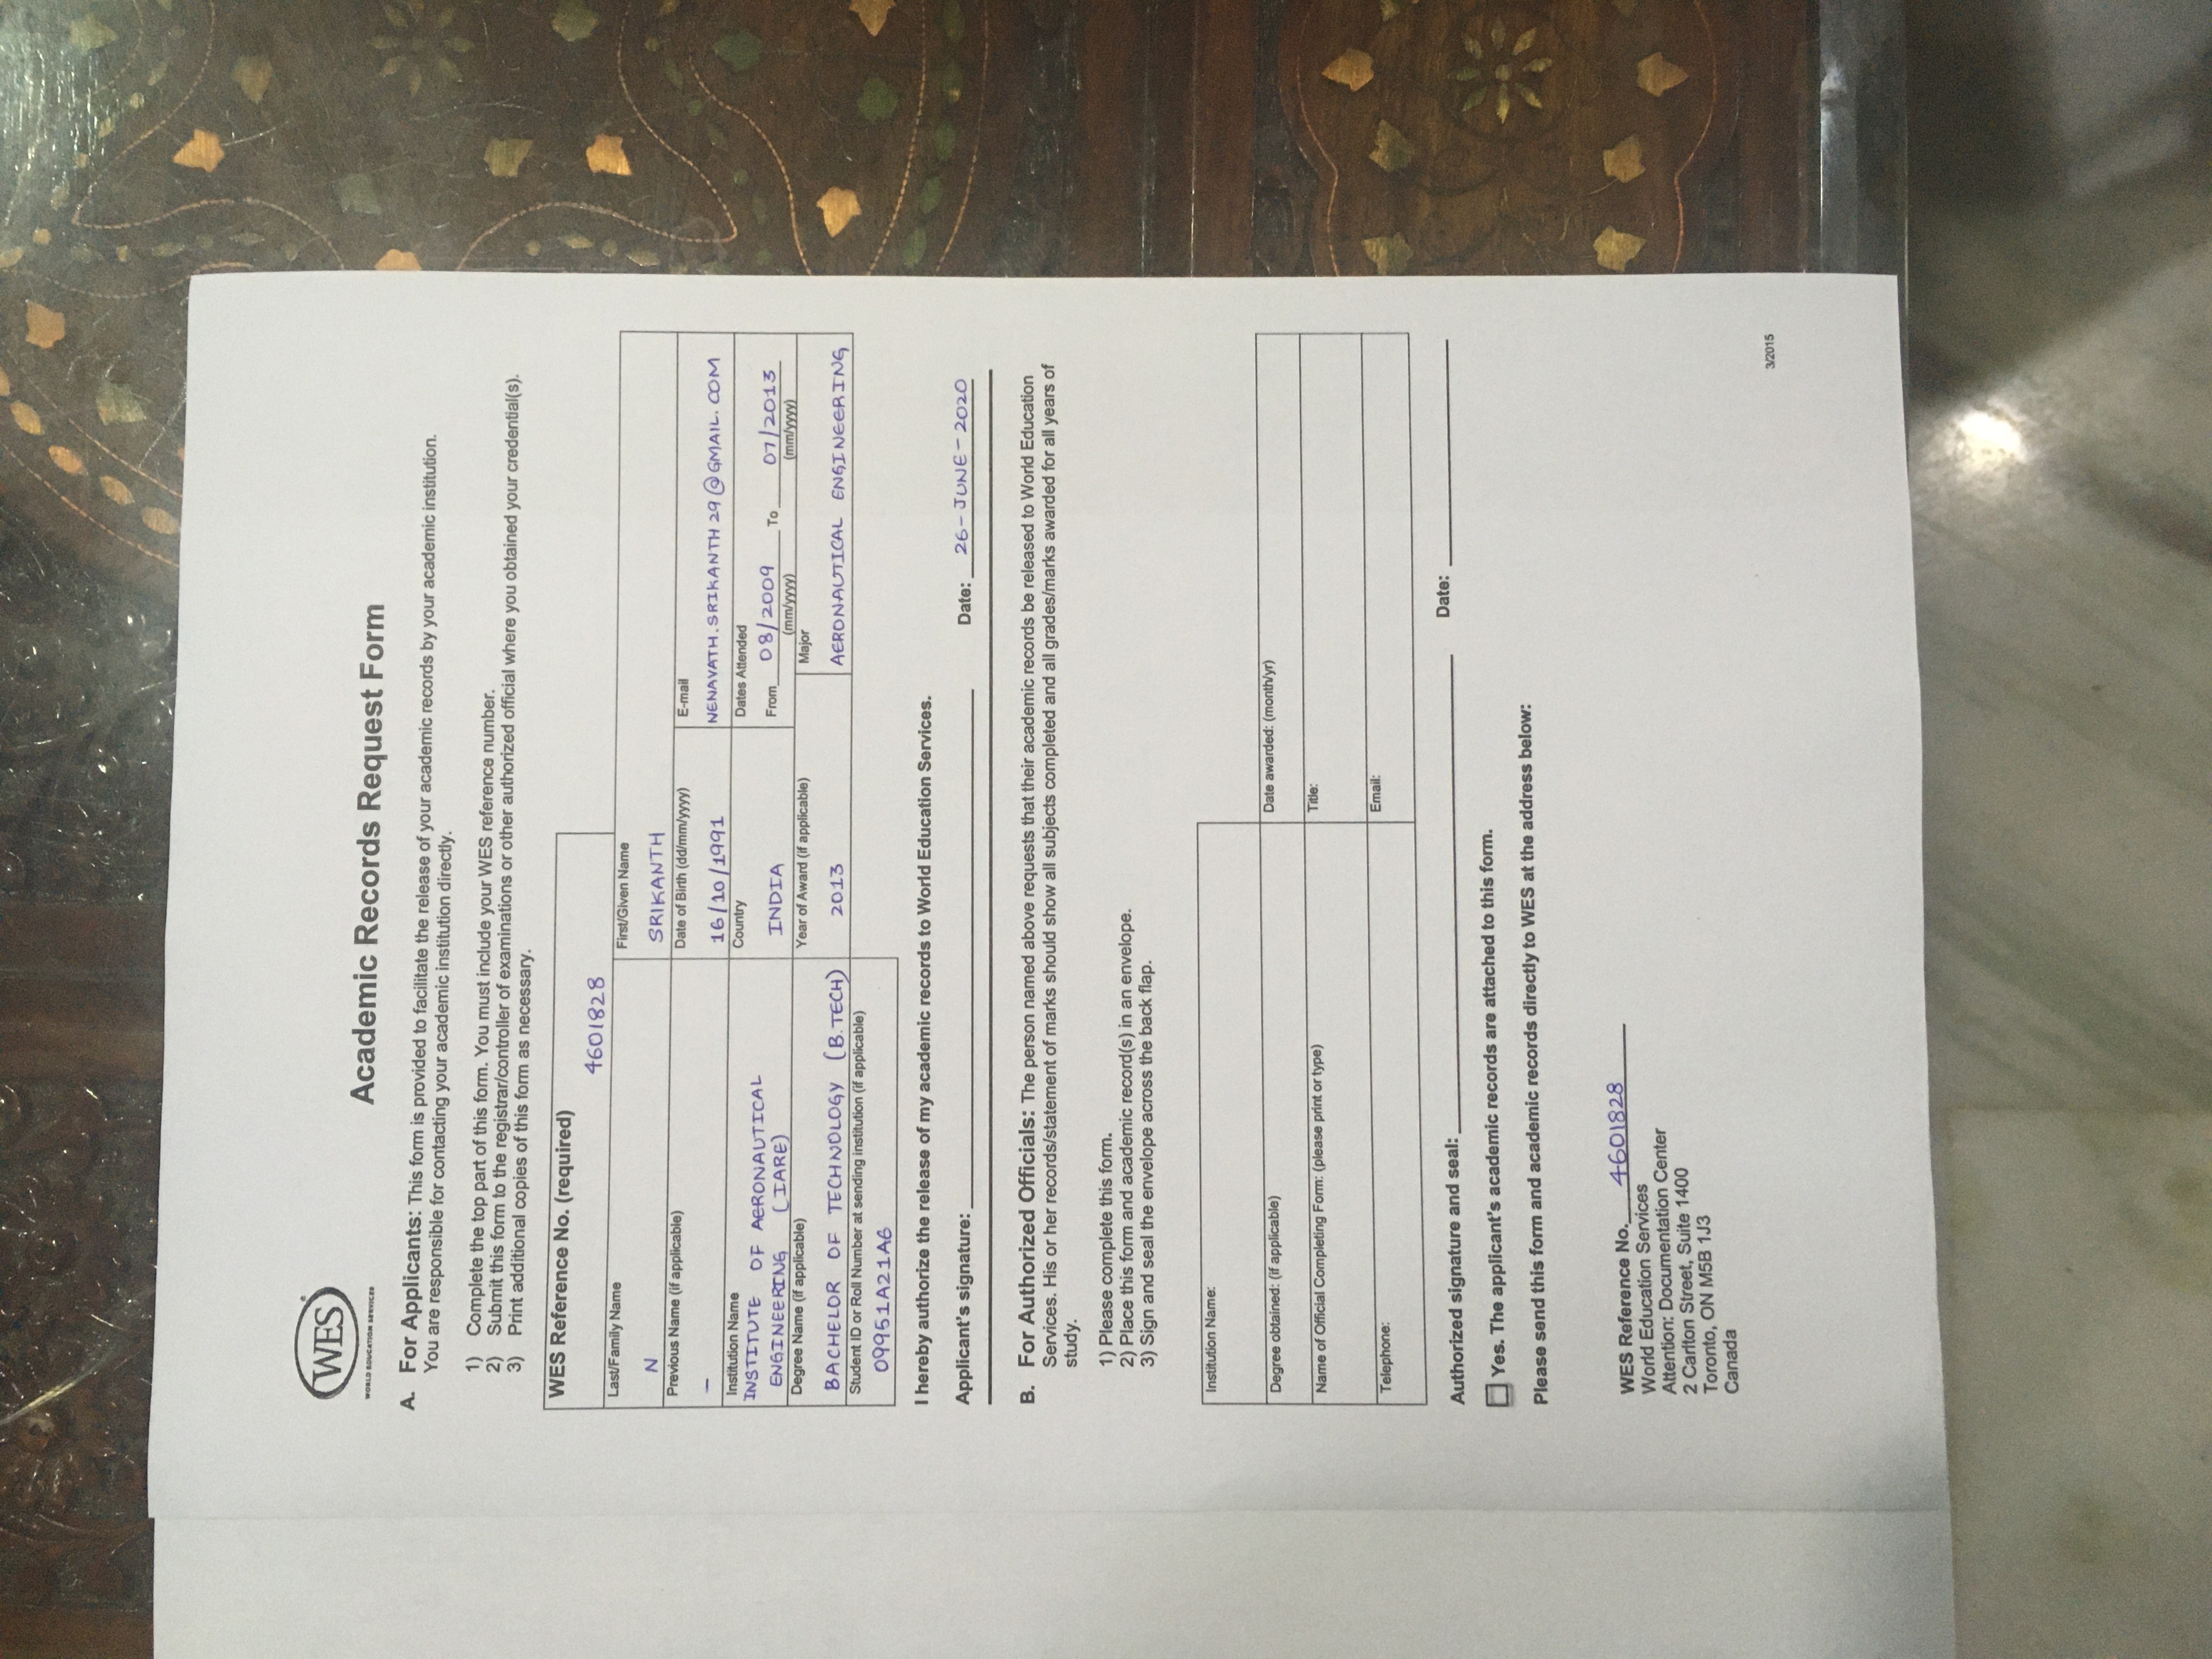 WES
WORLD EDUCATION SERVICES
Academic Records Request Form
A. For Applicants: This form is provided to facilitate the release of your academic records by your academic institution.
You are responsible for contacting your academic institution directly.
1) Complete the top part of this form. You must include your WES reference number.
2) Submit this form to the registrar/controller of examinations or other authorized official where you obtained your credential(s).
3) Print additional copies of this form as necessary.
WES Reference No. (required)
4601828
Last/Family Name First/Given Name
N SRIKANTH
Previous Name (if applicable) Date of Birth (dd/mm/yyyy) E-mail
– 16/10/1991 NENAVATH.SRIKANTH29@GMAIL.COM
Institution Name Country Dates Attended
INSTITUTE OF AERONAUTICAL
ENGINEERING (IARE) INDIA From 08/2009 To 07/2013
(mm/yyyy) (mm/yyyy)
Degree Name (if applicable) Year of Award (if applicable) Major
BACHELOR OF TECHNOLOGY (B.TECH) 2013 AERONAUTICAL ENGINEERING
Student ID or Roll Number at sending institution (if applicable)
09951A21A6
I hereby authorize the release of my academic records to World Education Services.
Applicant's signature: Date: 26-JUNE-2020
B. For Authorized Officials: The person named above requests that their academic records be released to World Education
Services. His or her records/statement of marks should show all subjects completed and all grades/marks awarded for all years of
study.
1) Please complete this form.
2) Place this form and academic record(s) in an envelope.
3) Sign and seal the envelope across the back flap.
Institution Name:
Degree obtained: (if applicable) Date awarded: (month/yr)
Name of Official Completing Form: (please print or type) Title:
Telephone: Email:
Authorized signature and seal: Date:
Yes. The applicant's academic records are attached to this form.
Please send this form and academic records directly to WES at the address below:
WES Reference No. 4601828
World Education Services
Attention: Documentation Center
2 Carlton Street, Suite 1400
Toronto, ON M5B 1J3
Canada
3/2015